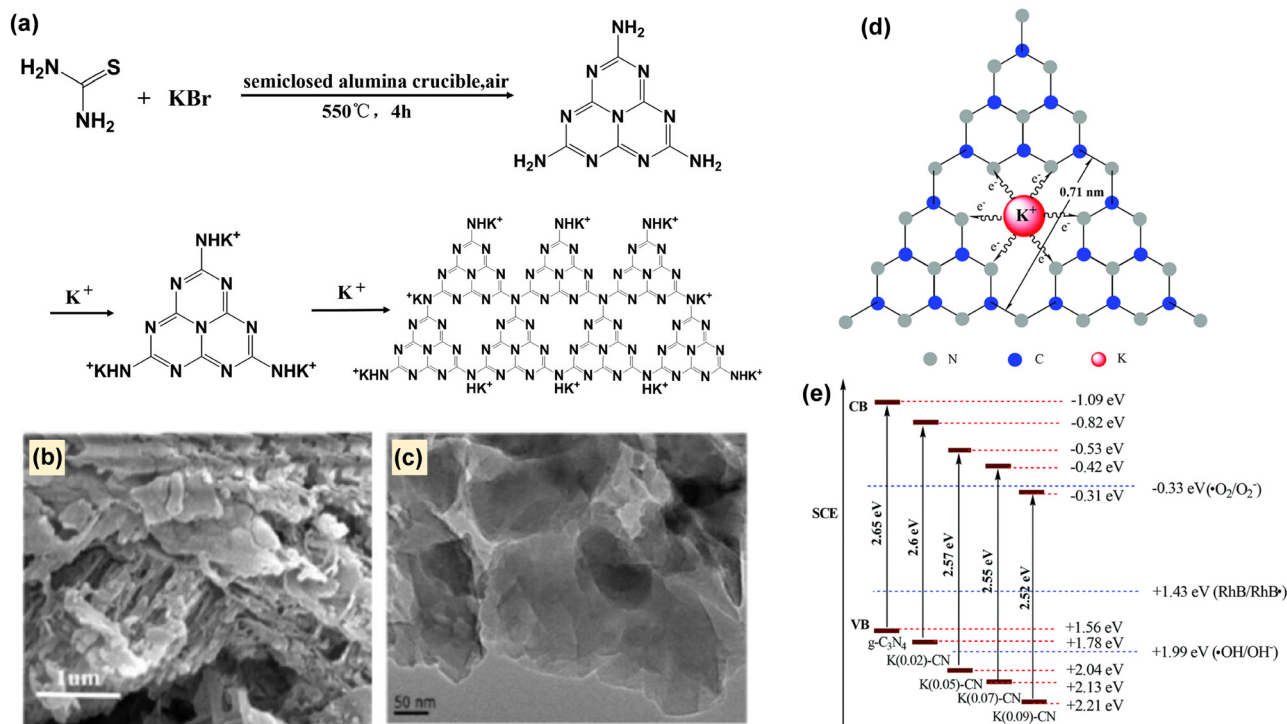 (a)
H₂N
S
NH₂
+
KBr
semiclosed alumina crucible,air
550℃，4h
NH₂
N N
N N N
N N N
H₂N
NH₂
K⁺
NHK⁺
N N
N N N
N N N
⁺KHN
NHK⁺
K⁺
NHK⁺ NHK⁺ NHK⁺
⁺KN N N NK⁺
⁺KHN N N N NHK⁺
HK⁺ HK⁺ HK⁺
(b)
1um
(c)
50 nm
(d)
e⁻ e⁻
0.71 nm
e⁻
K⁺
e⁻
e⁻ e
N C K
(e)
CB
-1.09 eV
-0.82 eV
-0.53 eV
-0.42 eV
-0.33 eV(•O₂/O₂⁻)
-0.31 eV
SCE
2.65 eV
2.6 eV
2.57 eV
2.55 eV
2.52 eV
+1.43 eV (RhB/RhB•)
VB
+1.56 eV
g-C₃N₄
+1.78 eV
K(0.02)-CN
+1.99 eV (•OH/OH⁻)
+2.04 eV
K(0.05)-CN
+2.13 eV
K(0.07)-CN
+2.21 eV
K(0.09)-CN